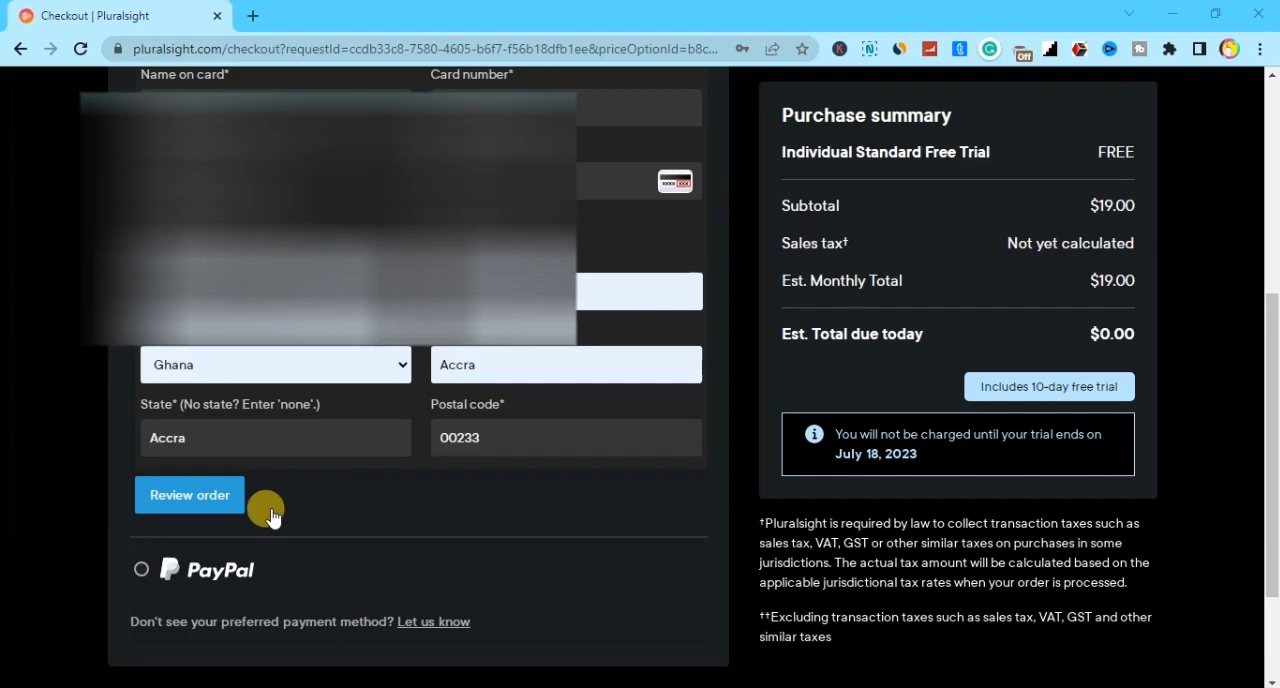 Checkout | Pluralsight
pluralsight.com/checkout?requestId=ccdb33c8-7580-4605-b6f7-f56b18dfb1ee&priceOptionId=b8c...
Off
Name on card*
Card number*
XXXX XXX
Ghana
Accra
State* (No state? Enter 'none'.)
Postal code*
Accra
00233
Review order
PayPal
Don't see your preferred payment method? Let us know
Purchase summary
Individual Standard Free Trial FREE
Subtotal $19.00
Sales tax† Not yet calculated
Est. Monthly Total $19.00
Est. Total due today $0.00
Includes 10-day free trial
You will not be charged until your trial ends on
July 18, 2023
†Pluralsight is required by law to collect transaction taxes such as
sales tax, VAT, GST or other similar taxes on purchases in some
jurisdictions. The actual tax amount will be calculated based on the
applicable jurisdictional tax rates when your order is processed.
††Excluding transaction taxes such as sales tax, VAT, GST and other
similar taxes